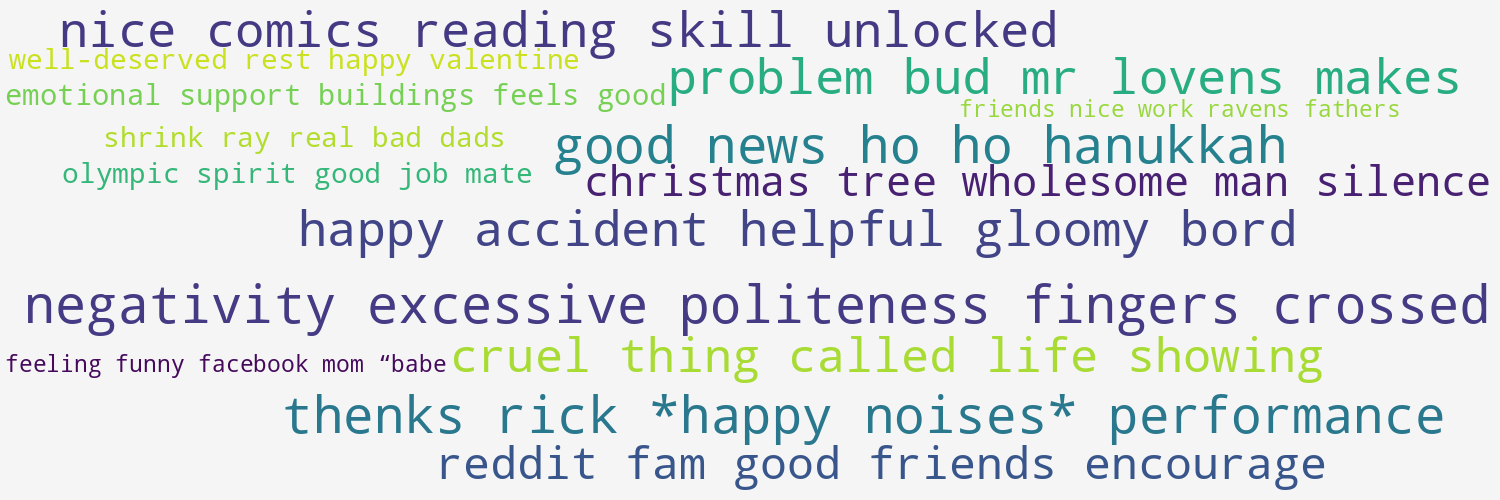 nice comics reading skill unlocked
well-deserved rest happy valentine
problem bud mr lovens makes
emotional support buildings feels good
friends nice work ravens fathers
shrink ray real bad dads
good news ho ho hanukkah
olympic spirit good job mate
christmas tree wholesome man silence
happy accident helpful gloomy bord
negativity excessive politeness fingers crossed
cruel thing called life showing
feeling funny facebook mom “babe
thenks rick *happy noises* performance
reddit fam good friends encourage